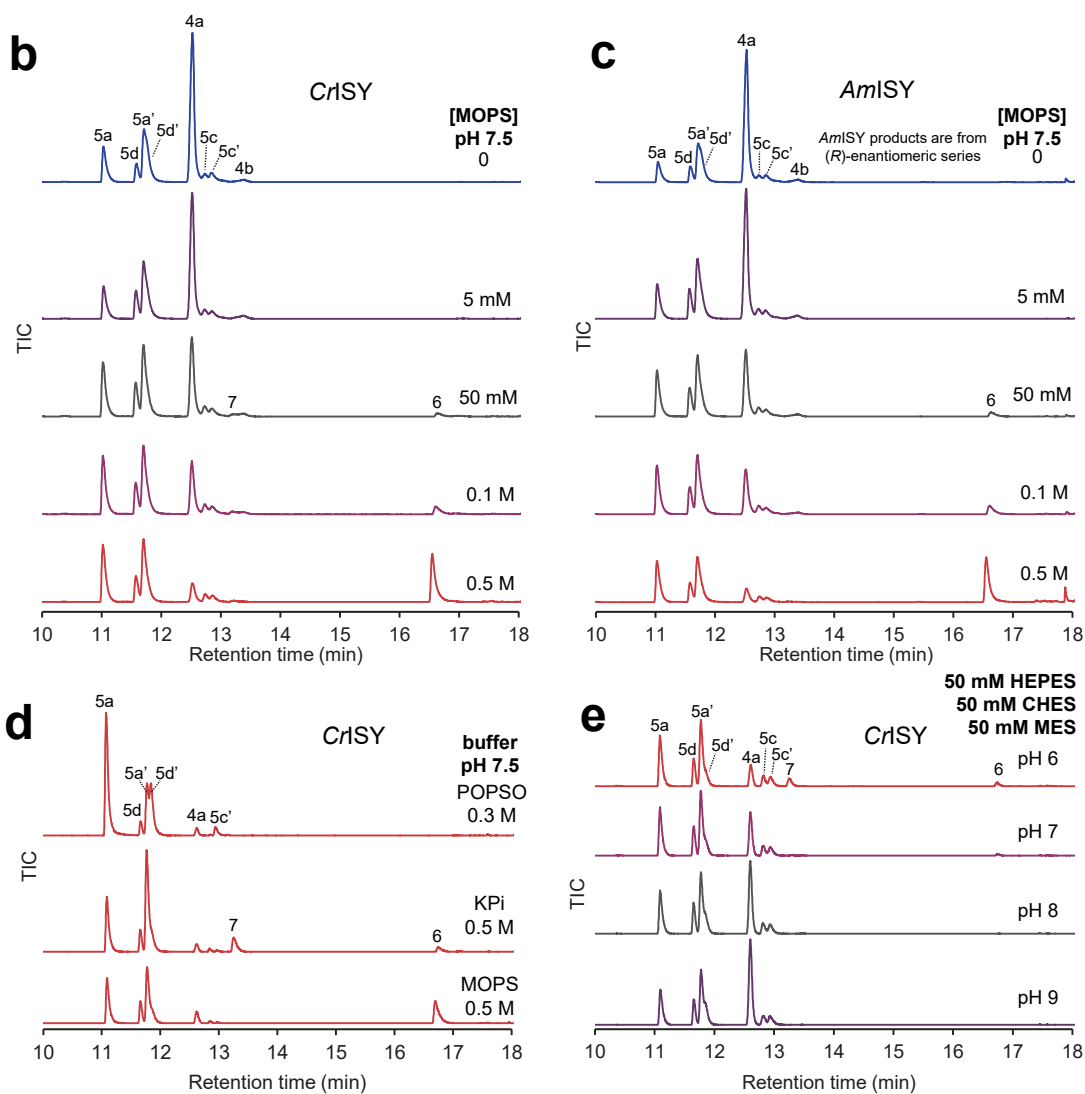 b
CrISY
[MOPS]
pH 7.5
0
4a
5a
5d
5a'
5d'
5c
5c'
4b
5 mM
50 mM
7
6
0.1 M
0.5 M
TIC
10 11 12 13 14 15 16 17 18
Retention time (min)
c
AmISY
AmISY products are from
(R)-enantiomeric series
[MOPS]
pH 7.5
0
4a
5a
5d
5a'
5d'
5c
5c'
4b
5 mM
50 mM
6
0.1 M
0.5 M
TIC
10 11 12 13 14 15 16 17 18
Retention time (min)
d
CrISY
buffer
pH 7.5
POPSO
0.3 M
5a
5a'
5d'
5d
4a
5c'
KPi
0.5 M
7
6
MOPS
0.5 M
TIC
10 11 12 13 14 15 16 17 18
Retention time (min)
e
CrISY
50 mM HEPES
50 mM CHES
50 mM MES
pH 6
5a
5a'
5d
5d'
4a
5c
5c'
7
6
pH 7
pH 8
pH 9
TIC
10 11 12 13 14 15 16 17 18
Retention time (min)